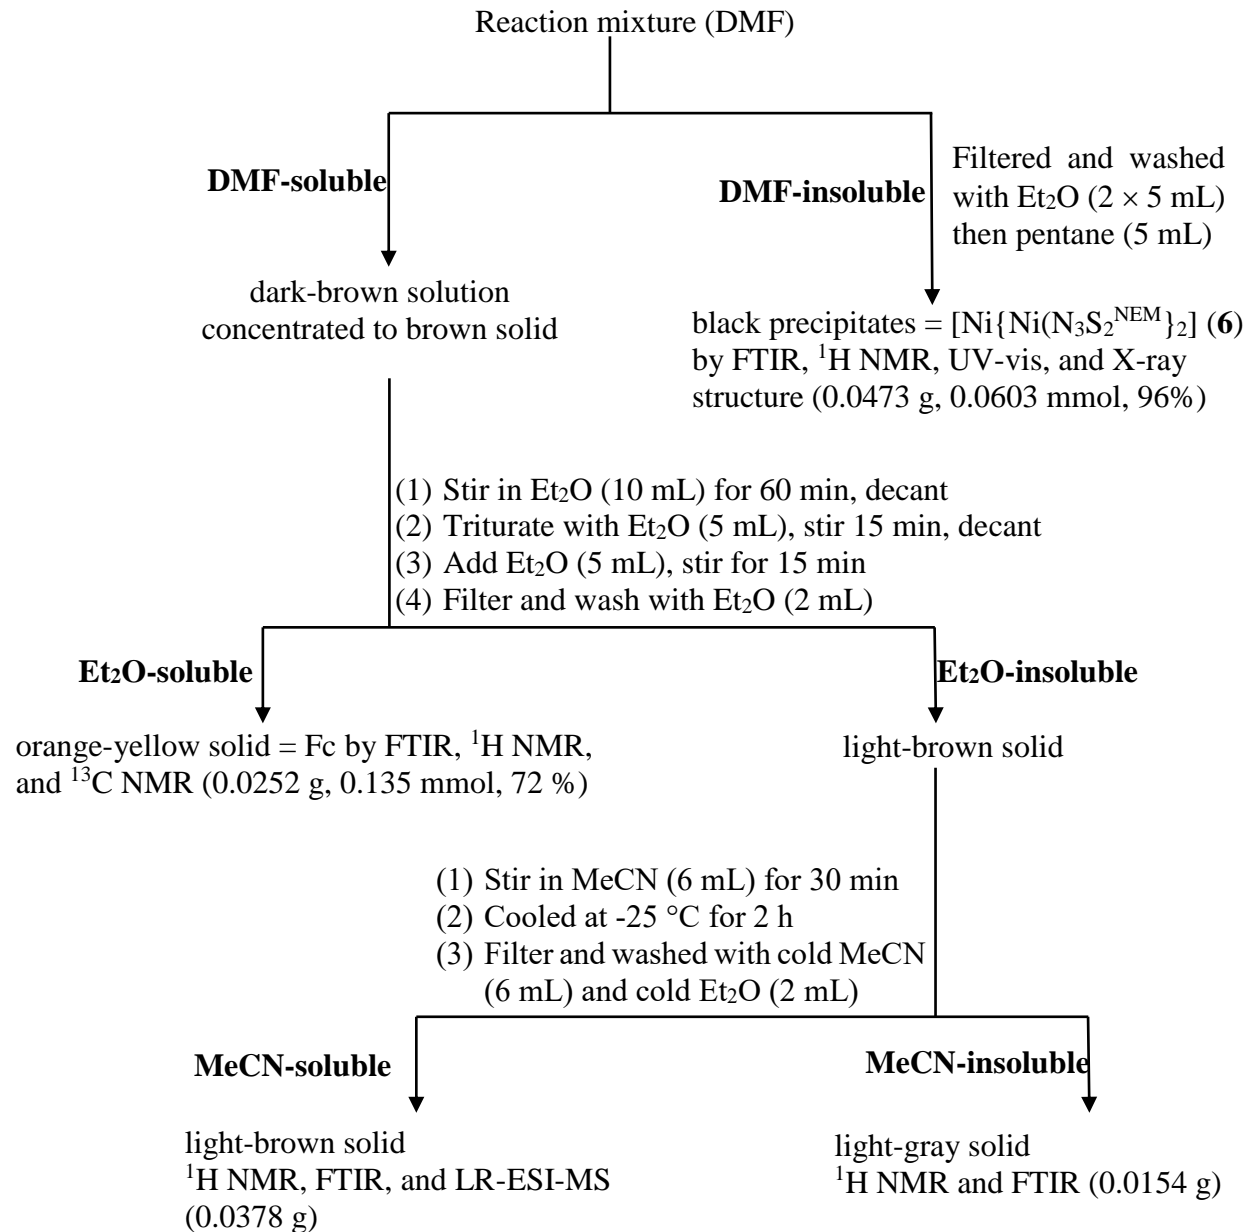 Reaction mixture (DMF)
DMF-soluble
DMF-insoluble
Filtered and washed
with Et₂O (2 × 5 mL)
then pentane (5 mL)
dark-brown solution
concentrated to brown solid
black precipitates = [Ni{Ni(N₃S₂ᴺᴱᴹ}₂] (6)
by FTIR, ¹H NMR, UV-vis, and X-ray
structure (0.0473 g, 0.0603 mmol, 96%)
(1) Stir in Et₂O (10 mL) for 60 min, decant
(2) Triturate with Et₂O (5 mL), stir 15 min, decant
(3) Add Et₂O (5 mL), stir for 15 min
(4) Filter and wash with Et₂O (2 mL)
Et₂O-soluble
Et₂O-insoluble
orange-yellow solid = Fc by FTIR, ¹H NMR,
and ¹³C NMR (0.0252 g, 0.135 mmol, 72 %)
light-brown solid
(1) Stir in MeCN (6 mL) for 30 min
(2) Cooled at -25 °C for 2 h
(3) Filter and washed with cold MeCN
(6 mL) and cold Et₂O (2 mL)
MeCN-soluble
MeCN-insoluble
light-brown solid
¹H NMR, FTIR, and LR-ESI-MS
(0.0378 g)
light-gray solid
¹H NMR and FTIR (0.0154 g)